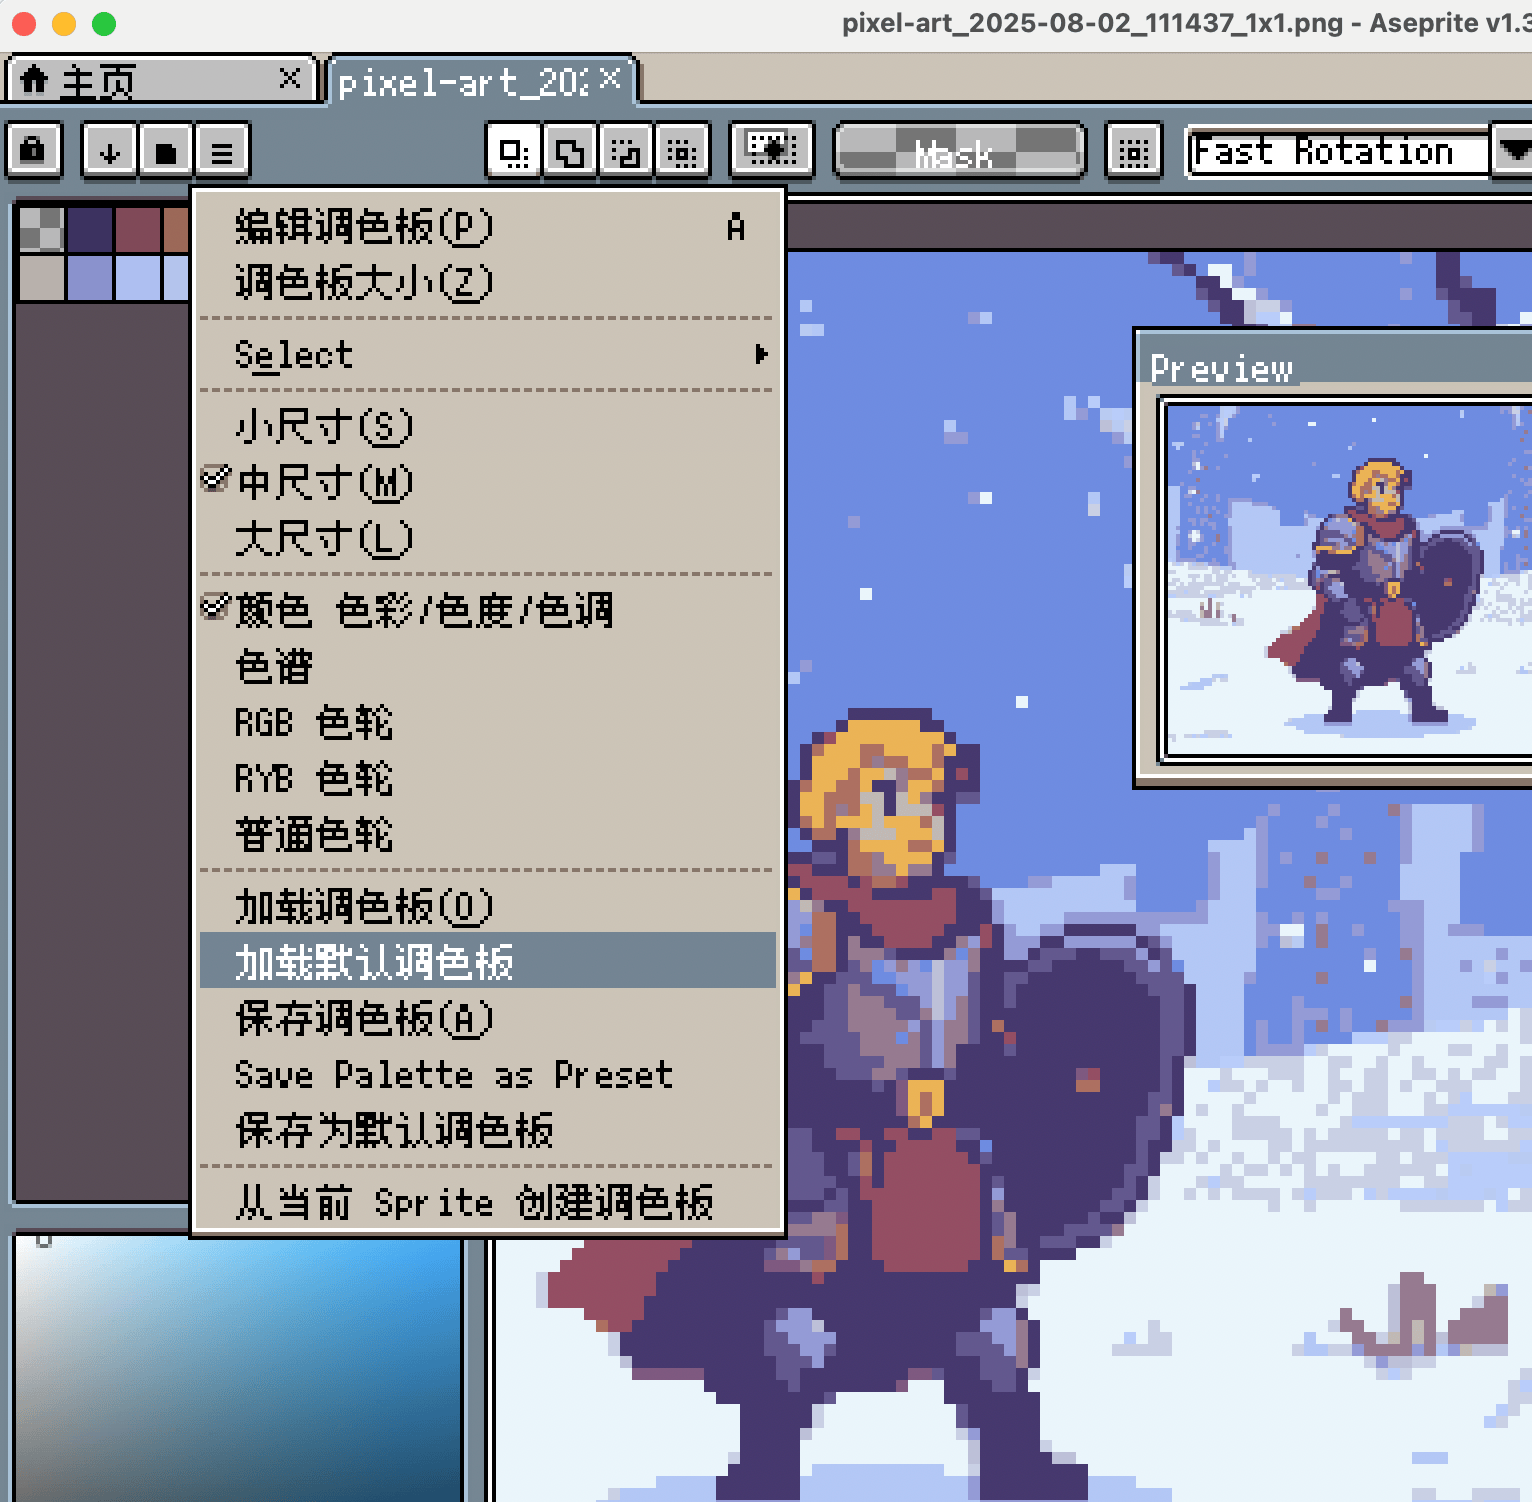 pixel-art_2025-08-02_111437_1x1.png - Aseprite v1.3
主页
pixel-art_202
Mask
Fast Rotation
编辑调色板(P) A
调色板大小(Z)
Select
小尺寸(S)
中尺寸(M)
大尺寸(L)
颜色 色彩/色度/色调
色谱
RGB 色轮
RYB 色轮
普通色轮
加载调色板(O)
加载默认调色板
保存调色板(A)
Save Palette as Preset
保存为默认调色板
从当前 Sprite 创建调色板
Preview